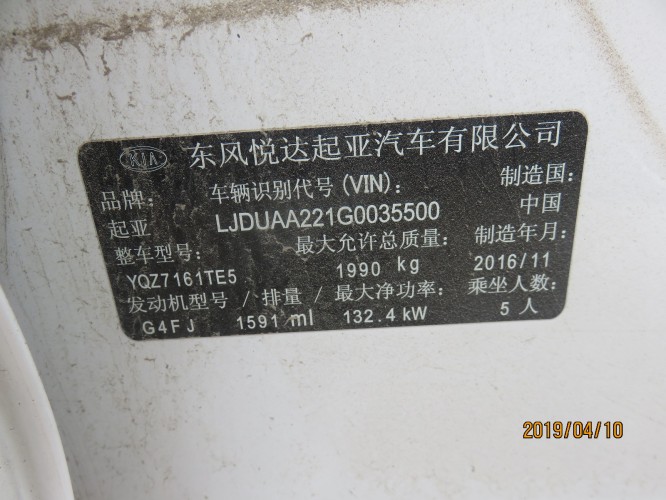 KIA 东风悦达起亚汽车有限公司
品牌: 车辆识别代号(VIN): 制造国:
起亚 LJDUAA221G0035500 中国
整车型号: 最大允许总质量: 制造年月:
YQZ7161TE5 1990 kg 2016/11
发动机型号/排量/最大净功率: 乘坐人数:
G4FJ 1591 ml 132.4 kW 5 人
2019/04/10